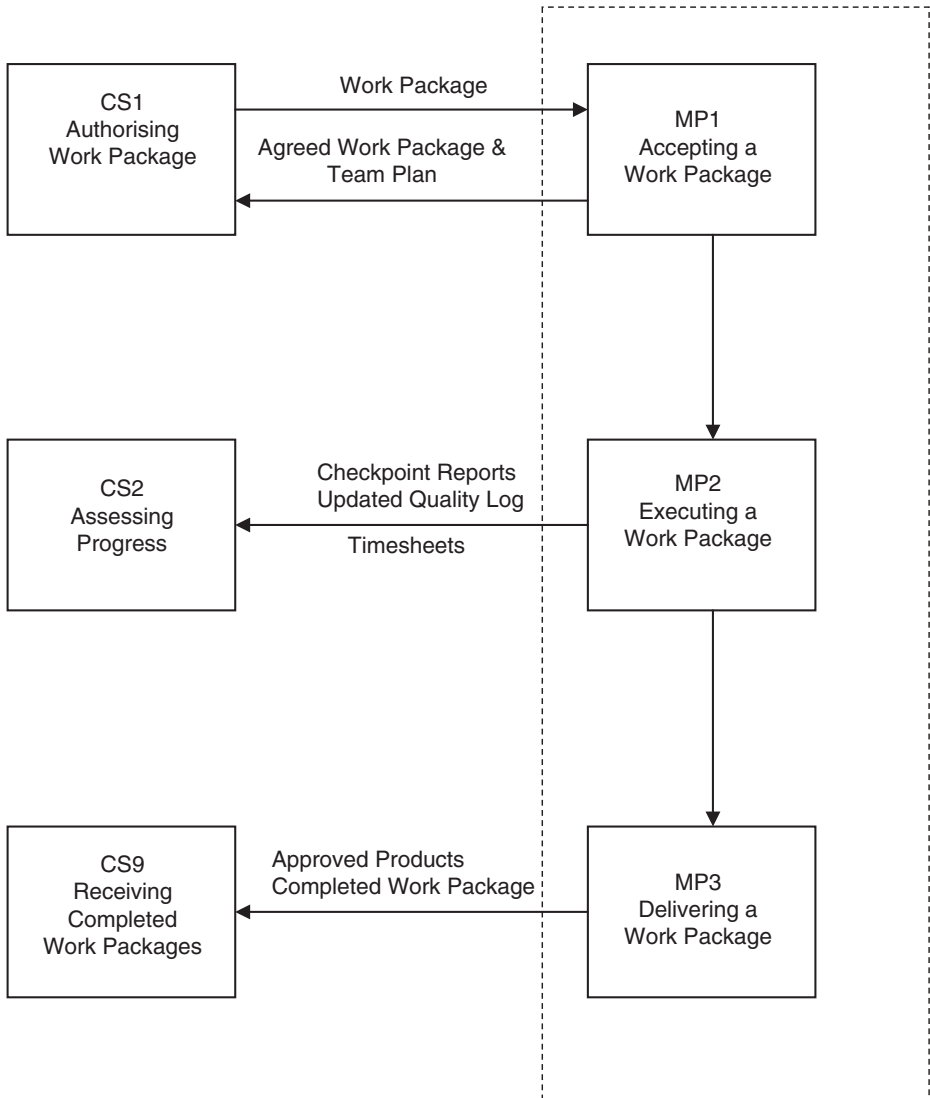 CS1
Authorising
Work Package
Work Package
Agreed Work Package &
Team Plan
MP1
Accepting a
Work Package
CS2
Assessing
Progress
Checkpoint Reports
Updated Quality Log
Timesheets
MP2
Executing a
Work Package
CS9
Receiving
Completed
Work Packages
Approved Products
Completed Work Package
MP3
Delivering a
Work Package